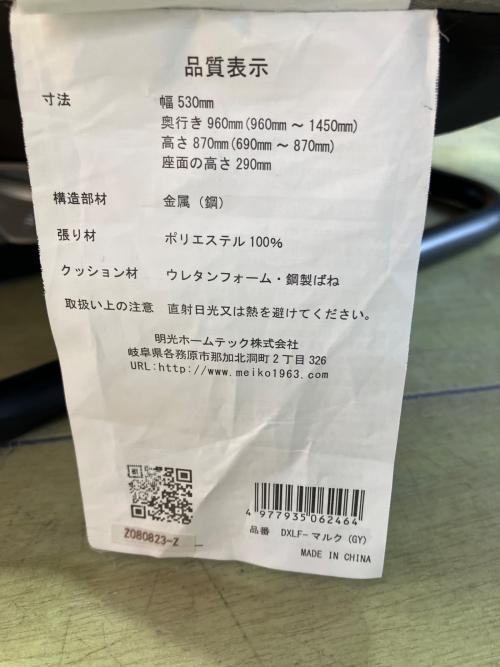 品質表示
寸法 幅 530mm
奥行き 960mm(960mm ～ 1450mm)
高さ 870mm(690mm ～ 870mm)
座面の高さ 290mm
構造部材 金属（鋼）
張り材 ポリエステル 100%
クッション材 ウレタンフォーム・鋼製ばね
取扱い上の注意 直射日光又は熱を避けてください。
明光ホームテック株式会社
岐阜県各務原市那加北洞町２丁目 326
URL:http://www.meiko1963.com
4 977935 062464
Z080823-Z
品番 DXLF-マルク (GY)
MADE IN CHINA